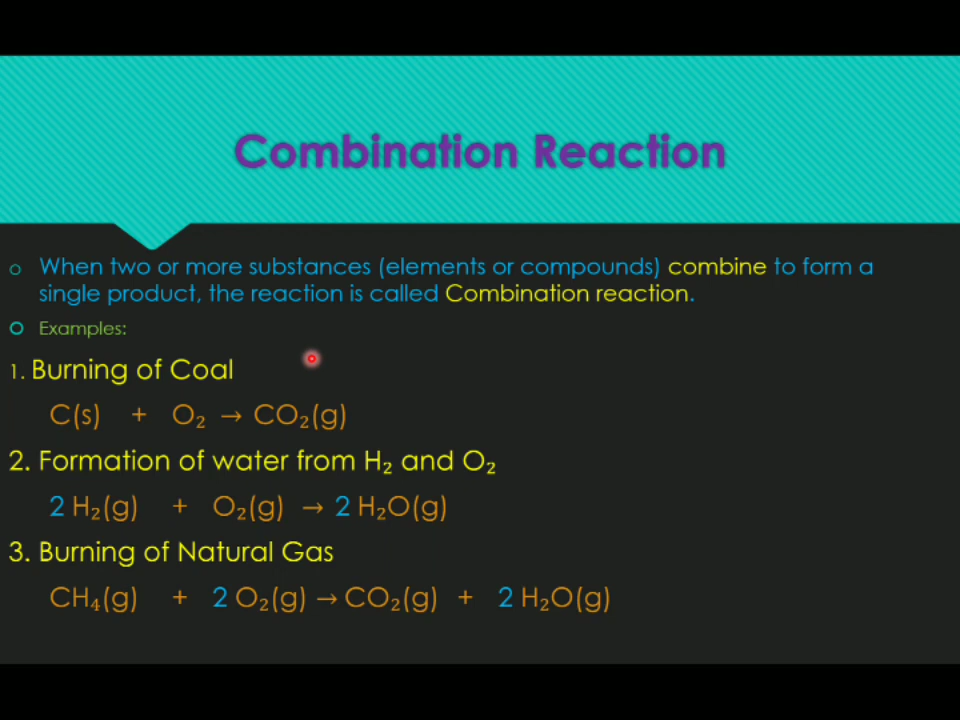 Combination Reaction
o When two or more substances (elements or compounds) combine to form a
single product, the reaction is called Combination reaction.
o Examples:
1. Burning of Coal
C(s) + O₂ → CO₂(g)
2. Formation of water from H₂ and O₂
2 H₂(g) + O₂(g) → 2 H₂O(g)
3. Burning of Natural Gas
CH₄(g) + 2 O₂(g) → CO₂(g) + 2 H₂O(g)